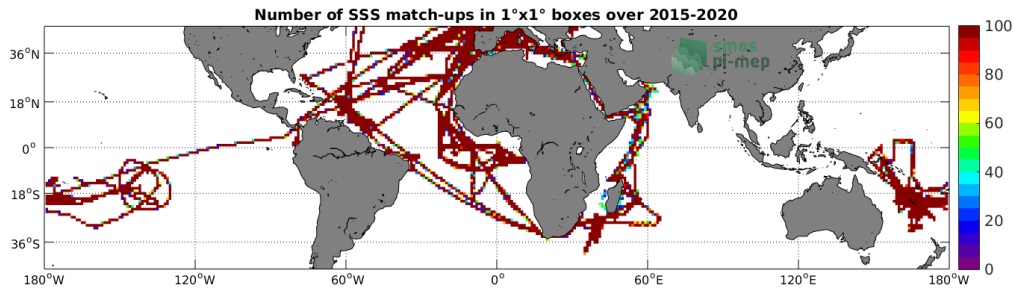 Number of SSS match-ups in 1°x1° boxes over 2015-2020
smos
pi-mep
36°N
18°N
0°
18°S
36°S
180°W 120°W 60°W 0° 60°E 120°E 180°W
100
80
60
40
20
0